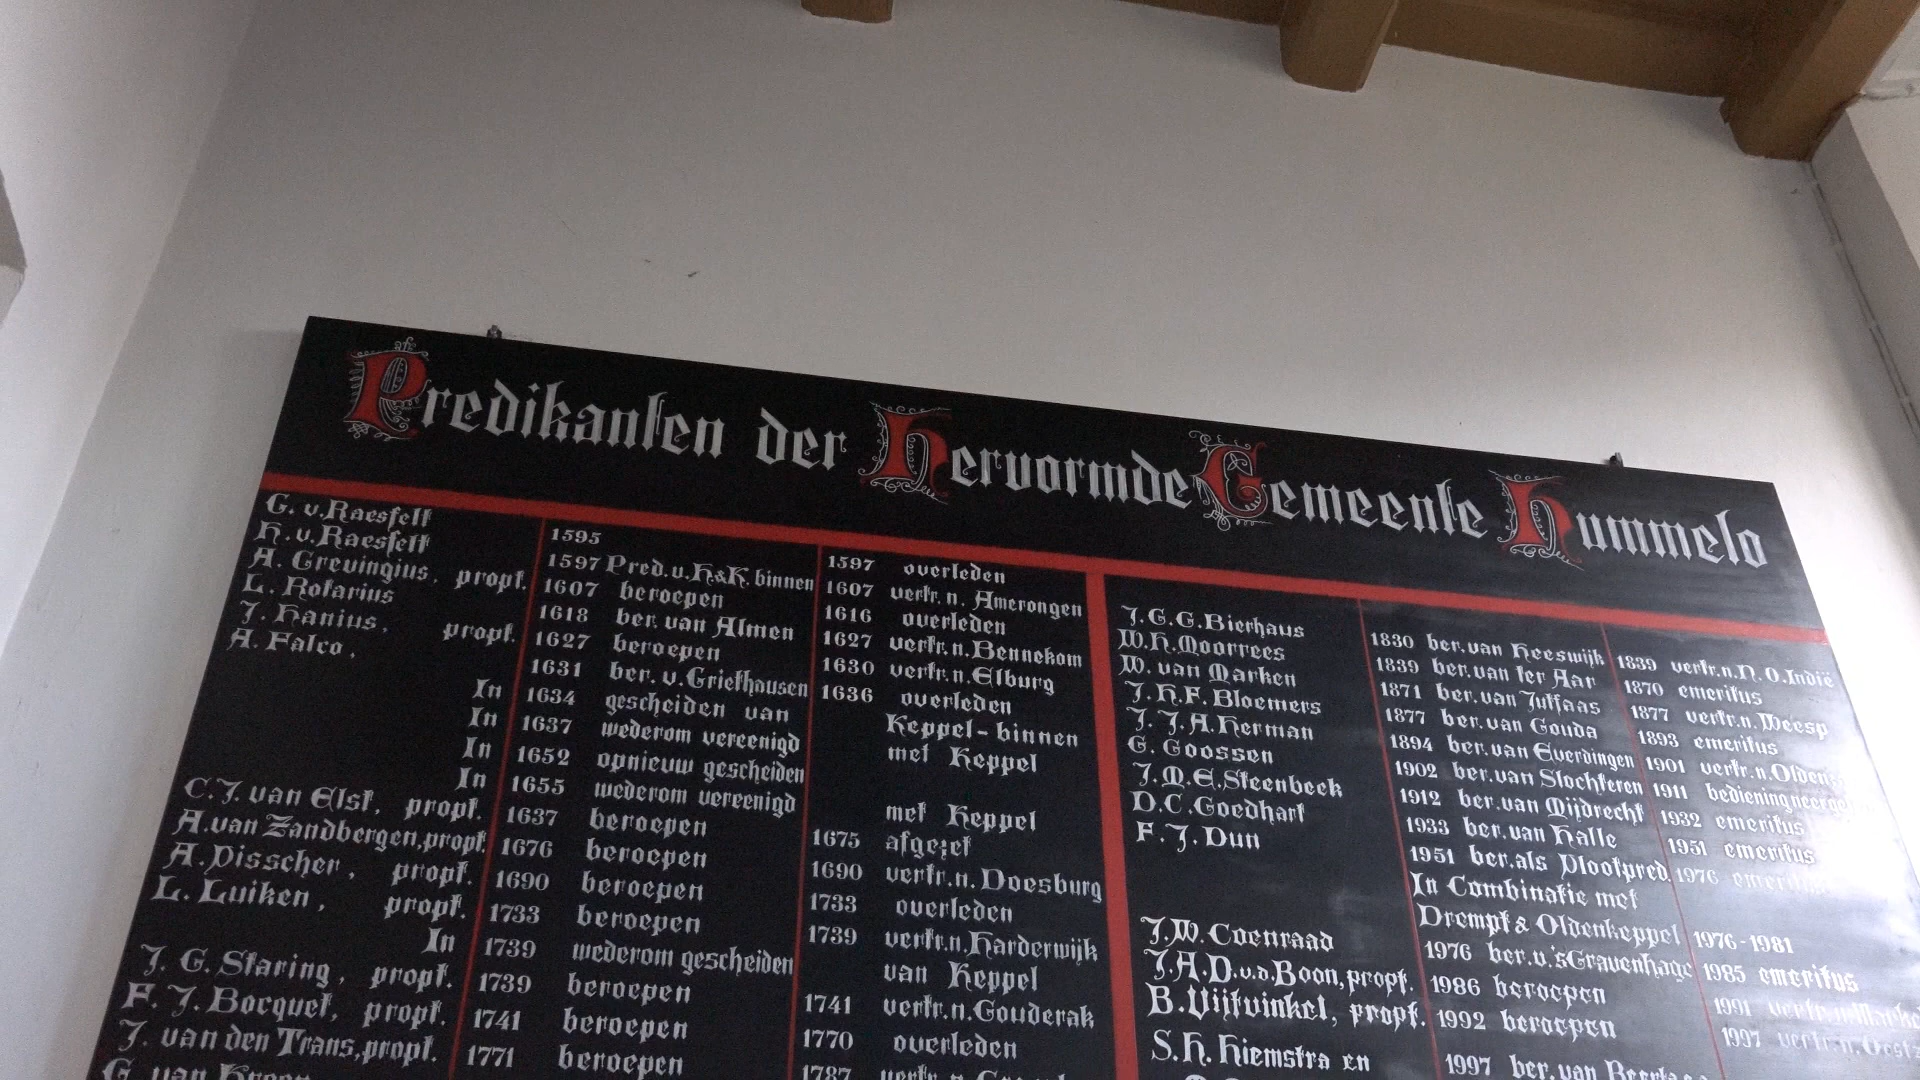 Predikanten der Hervormde Gemeente Hummelo
G. v. Raesfelt 1595 1597 overleden
H. v. Raesfelt 1597 Pred. v. H&K. binnen 1607 vertr. n. Amerongen
A. Grevingius, propt. 1607 beroepen 1616 overleden
L. Rotarius 1618 ber. van Almen 1627 vertr. n. Bennekom
J. Hanius, propt. 1627 beroepen 1630 vertr. n. Elburg
A. Falco, 1631 ber. v. Griethausen 1636 overleden
In 1634 gescheiden van Keppel-binnen
In 1637 wederom vereenigd met Keppel
In 1652 opnieuw gescheiden
In 1655 wederom vereenigd met Keppel
C. J. van Elst, propt. 1637 beroepen 1675 afgezet
A. van Zandbergen, propt. 1676 beroepen 1690 vertr. n. Doesburg
A. Visscher, propt. 1690 beroepen 1733 overleden
L. Luiken, propt. 1733 beroepen 1739 vertr. n. Harderwijk
In 1739 wederom gescheiden van Keppel
J. G. Staring, propt. 1739 beroepen 1741 vertr. n. Gouderak
F. J. Bocquet, propt. 1741 beroepen 1770 overleden
J. van den Trans, propt. 1771 beroepen 1787 vertr. n.
G. van
J. G. G. Bierhaus 1830 ber. van Heeswijk 1839 vertr. n. N. O. Indië
W. H. Moorrees 1839 ber. van ter Aar 1870 emeritus
W. van Marken 1871 ber. van Jutfaas 1877 vertr. n. Weesp
J. H. F. Bloemers 1877 ber. van Gouda 1893 emeritus
J. J. A. Herman 1894 ber. van Everdingen 1901 vertr. n.
G. Goossen 1902 ber. van Slochteren 1911
J. M. E. Steenbeek 1912 ber. van Mijdrecht 1932 emeritus
D. C. Goedhart 1933 ber. van Halle 1951 emeritus
F. J. Dun 1951 ber. als Vlootpred. 1976 emeritus
In Combinatie met
Drempt & Oldenkeppel 1976-1981
J. W. Coenraad 1976 ber. v. 'sGravenhage 1985 emeritus
J. A. D. v. d. Boon, propt. 1986 beroepen 1991 vertr. n.
B. Vijfvinkel, propt. 1992 beroepen 1997 vertr. n.
S. H. Hiemstra en 1997 ber. van